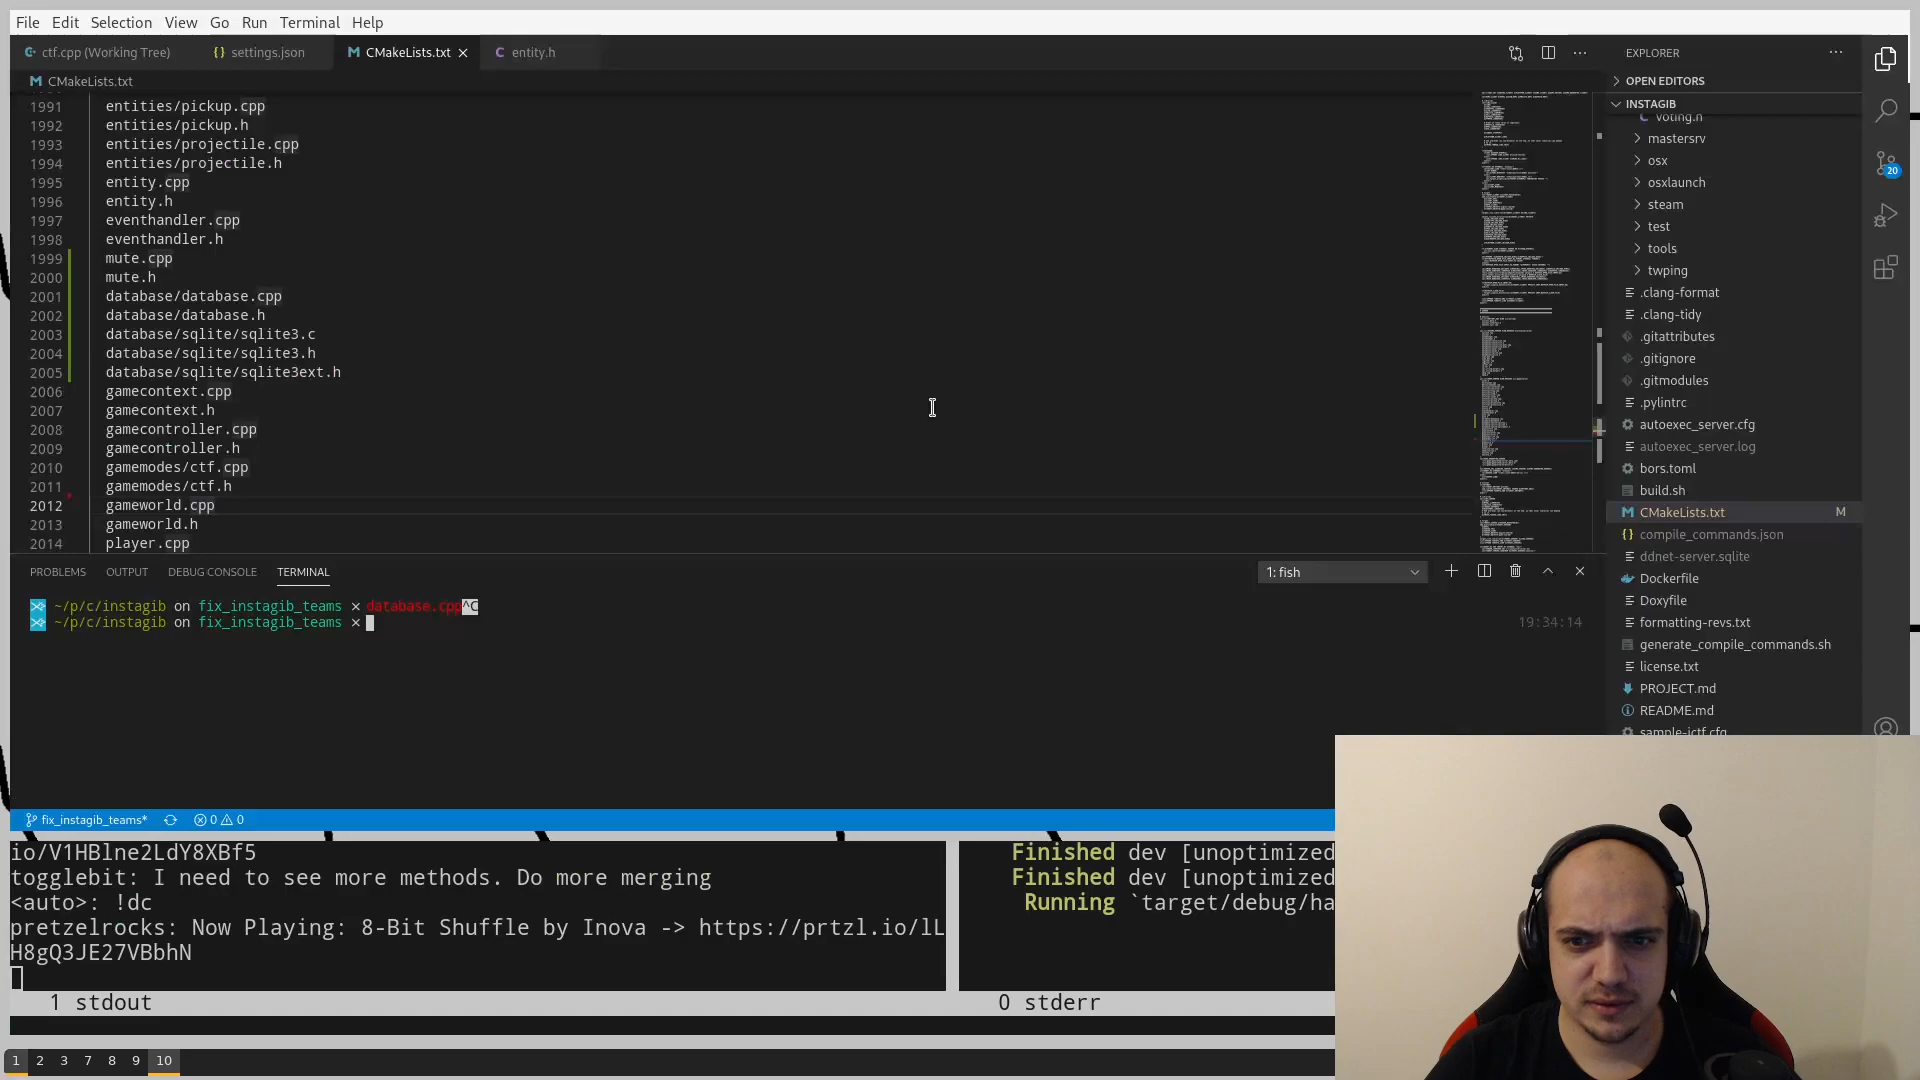 File Edit Selection View Go Run Terminal Help
ctf.cpp (Working Tree) settings.json CMakeLists.txt entity.h
CMakeLists.txt
1991 entities/pickup.cpp
1992 entities/pickup.h
1993 entities/projectile.cpp
1994 entities/projectile.h
1995 entity.cpp
1996 entity.h
1997 eventhandler.cpp
1998 eventhandler.h
1999 mute.cpp
2000 mute.h
2001 database/database.cpp
2002 database/database.h
2003 database/sqlite/sqlite3.c
2004 database/sqlite/sqlite3.h
2005 database/sqlite/sqlite3ext.h
2006 gamecontext.cpp
2007 gamecontext.h
2008 gamecontroller.cpp
2009 gamecontroller.h
2010 gamemodes/ctf.cpp
2011 gamemodes/ctf.h
2012 gameworld.cpp
2013 gameworld.h
2014 player.cpp
PROBLEMS OUTPUT DEBUG CONSOLE TERMINAL
1: fish
~/p/c/instagib on fix_instagib_teams × database.cpp^C
~/p/c/instagib on fix_instagib_teams ×
19:34:14
fix_instagib_teams* 0 0
EXPLORER
OPEN EDITORS
INSTAGIB
voting.h
mastersrv
osx
osxlaunch
steam
test
tools
twping
.clang-format
.clang-tidy
.gitattributes
.gitignore
.gitmodules
.pylintrc
autoexec_server.cfg
autoexec_server.log
bors.toml
build.sh
CMakeLists.txt M
compile_commands.json
ddnet-server.sqlite
Dockerfile
Doxyfile
formatting-revs.txt
generate_compile_commands.sh
license.txt
PROJECT.md
README.md
sample-ictf.cfg
20
io/V1HBlne2LdY8XBf5
togglebit: I need to see more methods. Do more merging
<auto>: !dc
pretzelrocks: Now Playing: 8-Bit Shuffle by Inova -> https://prtzl.io/lL
H8gQ3JE27VBbhN
1 stdout
Finished dev [unoptimized
Finished dev [unoptimized
Running `target/debug/ha
0 stderr
1 2 3 7 8 9 10